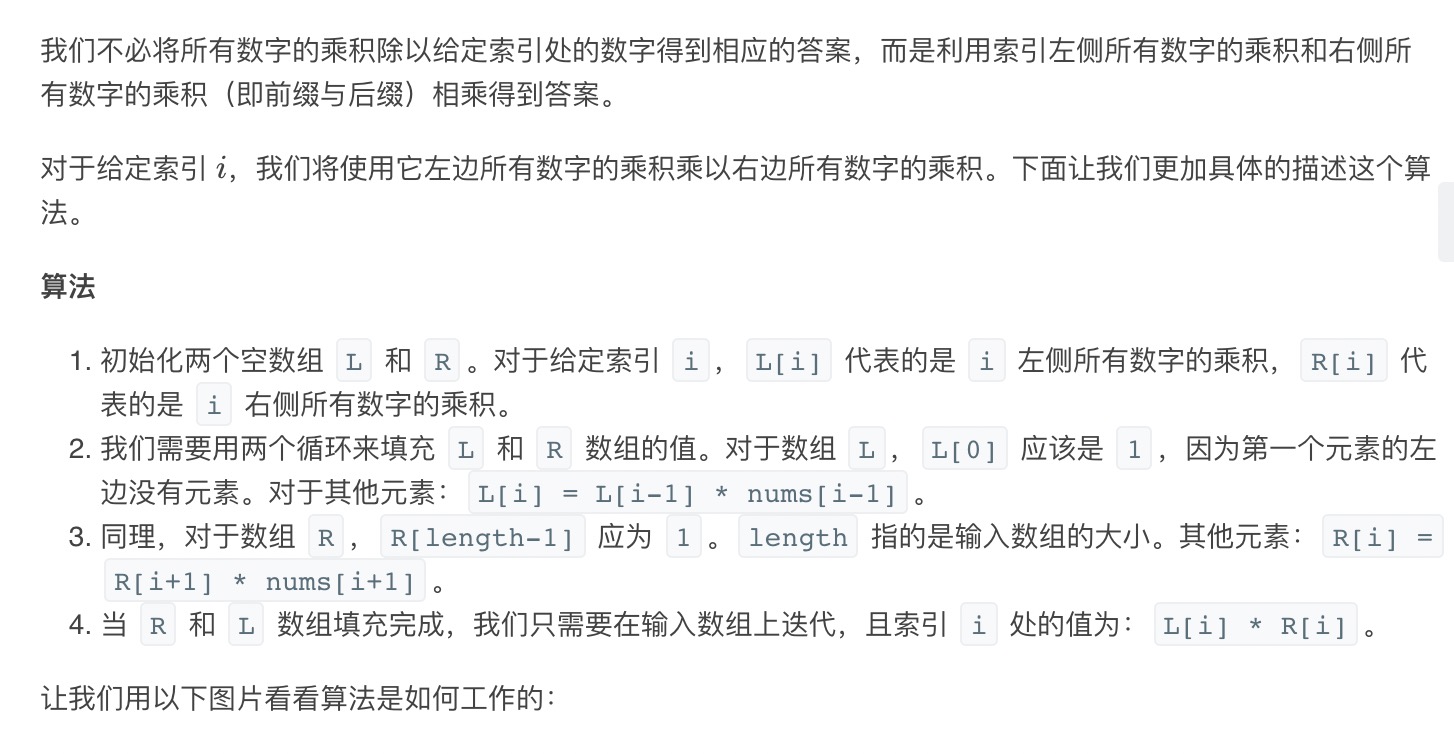 我们不必将所有数字的乘积除以给定索引处的数字得到相应的答案，而是利用索引左侧所有数字的乘积和右侧所
有数字的乘积（即前缀与后缀）相乘得到答案。
对于给定索引 i，我们将使用它左边所有数字的乘积乘以右边所有数字的乘积。下面让我们更加具体的描述这个算
法。
算法
1. 初始化两个空数组 L 和 R 。对于给定索引 i ， L[i] 代表的是 i 左侧所有数字的乘积， R[i] 代
表的是 i 右侧所有数字的乘积。
2. 我们需要用两个循环来填充 L 和 R 数组的值。对于数组 L ， L[0] 应该是 1 ，因为第一个元素的左
边没有元素。对于其他元素： L[i] = L[i-1] * nums[i-1] 。
3. 同理，对于数组 R ， R[length-1] 应为 1 。 length 指的是输入数组的大小。其他元素： R[i] =
R[i+1] * nums[i+1] 。
4. 当 R 和 L 数组填充完成，我们只需要在输入数组上迭代，且索引 i 处的值为： L[i] * R[i] 。
让我们用以下图片看看算法是如何工作的：